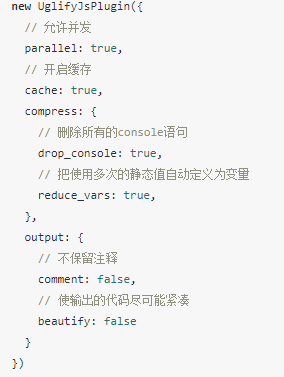 new UglifyJsPlugin({
  // 允许并发
  parallel: true,
  // 开启缓存
  cache: true,
  compress: {
    // 删除所有的console语句
    drop_console: true,
    // 把使用多次的静态值自动定义为变量
    reduce_vars: true,
  },
  output: {
    // 不保留注释
    comment: false,
    // 使输出的代码尽可能紧凑
    beautify: false
  }
})